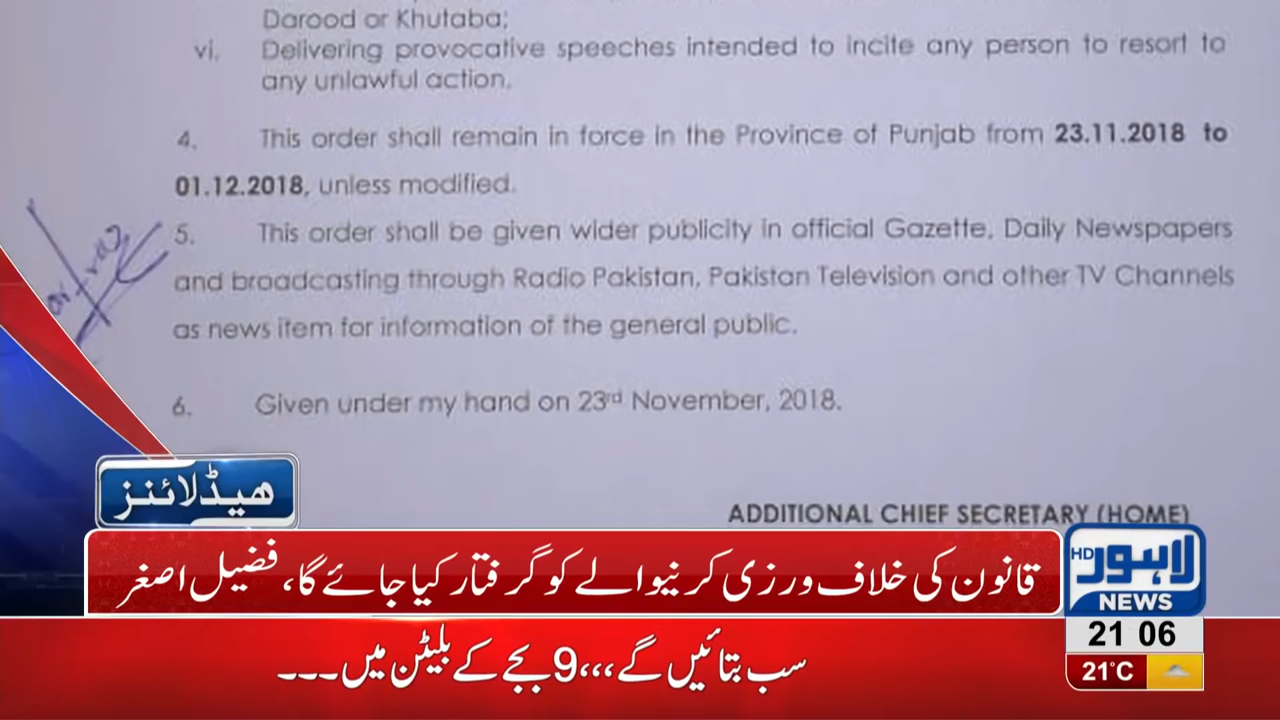 Darood or Khutaba;
vi. Delivering provocative speeches intended to incite any person to resort to
any unlawful action.
4. This order shall remain in force in the Province of Punjab from 23.11.2018 to
01.12.2018, unless modified.
5. This order shall be given wider publicity in official Gazette, Daily Newspapers
and broadcasting through Radio Pakistan, Pakistan Television and other TV Channels
as news item for information of the general public.
6. Given under my hand on 23rd November, 2018.
ADDITIONAL CHIEF SECRETARY (HOME)
ہیڈلائنز
قانون کی خلاف ورزی کرنیوالے کو گرفتار کیا جائے گا، فضیل اصغر
HD لاہور
NEWS
21 06
21°C
سب بتائیں گے،،،9 بجے کے بلیٹن میں۔۔۔